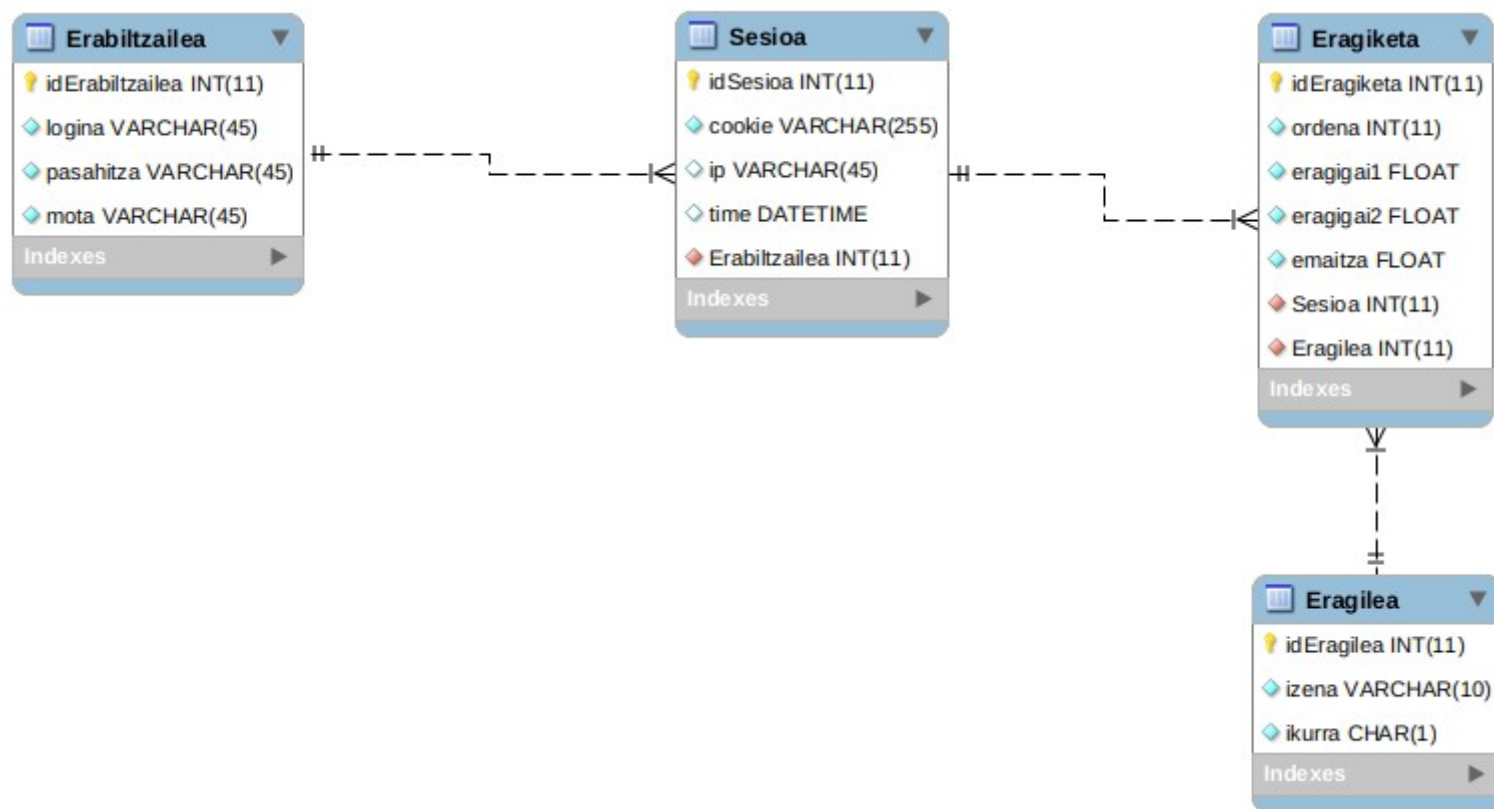 Erabiltzailea
idErabiltzailea INT(11)
logina VARCHAR(45)
pasahitza VARCHAR(45)
mota VARCHAR(45)
Indexes
Sesioa
idSesioa INT(11)
cookie VARCHAR(255)
ip VARCHAR(45)
time DATETIME
Erabiltzailea INT(11)
Indexes
Eragiketa
idEragiketa INT(11)
ordena INT(11)
eragigai1 FLOAT
eragigai2 FLOAT
emaitza FLOAT
Sesioa INT(11)
Eragilea INT(11)
Indexes
Eragilea
idEragilea INT(11)
izena VARCHAR(10)
ikurra CHAR(1)
Indexes